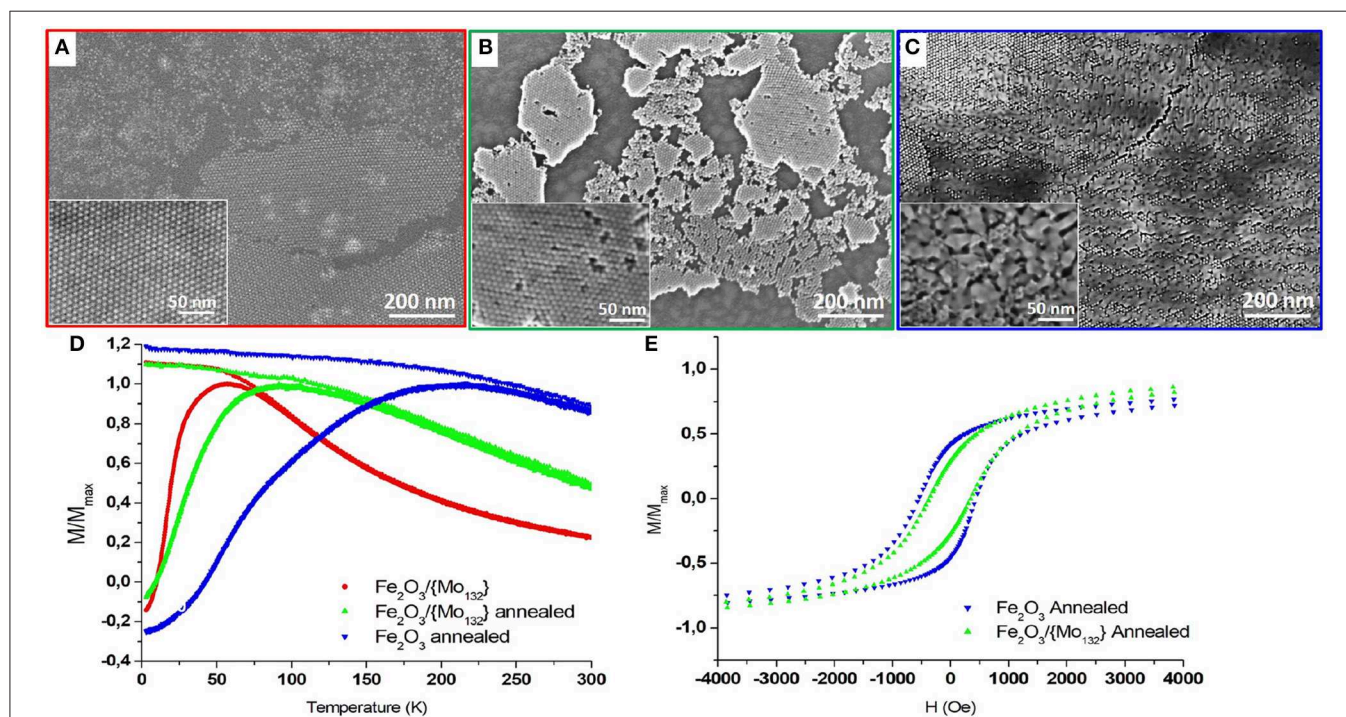 A
B
C
50 nm
200 nm
50 nm
200 nm
50 nm
200 nm
D
E
1,2
1,0
0,8
0,6
0,4
0,2
0,0
-0,2
-0,4
M/Mmax
0
50
100
150
200
250
300
Temperature (K)
Fe2O3/{Mo132}
Fe2O3/{Mo132} annealed
Fe2O3 annealed
1,0
0,5
0,0
-0,5
-1,0
M/Mmax
-4000
-3000
-2000
-1000
0
1000
2000
3000
4000
H (Oe)
Fe2O3 Annealed
Fe2O3/{Mo132} Annealed